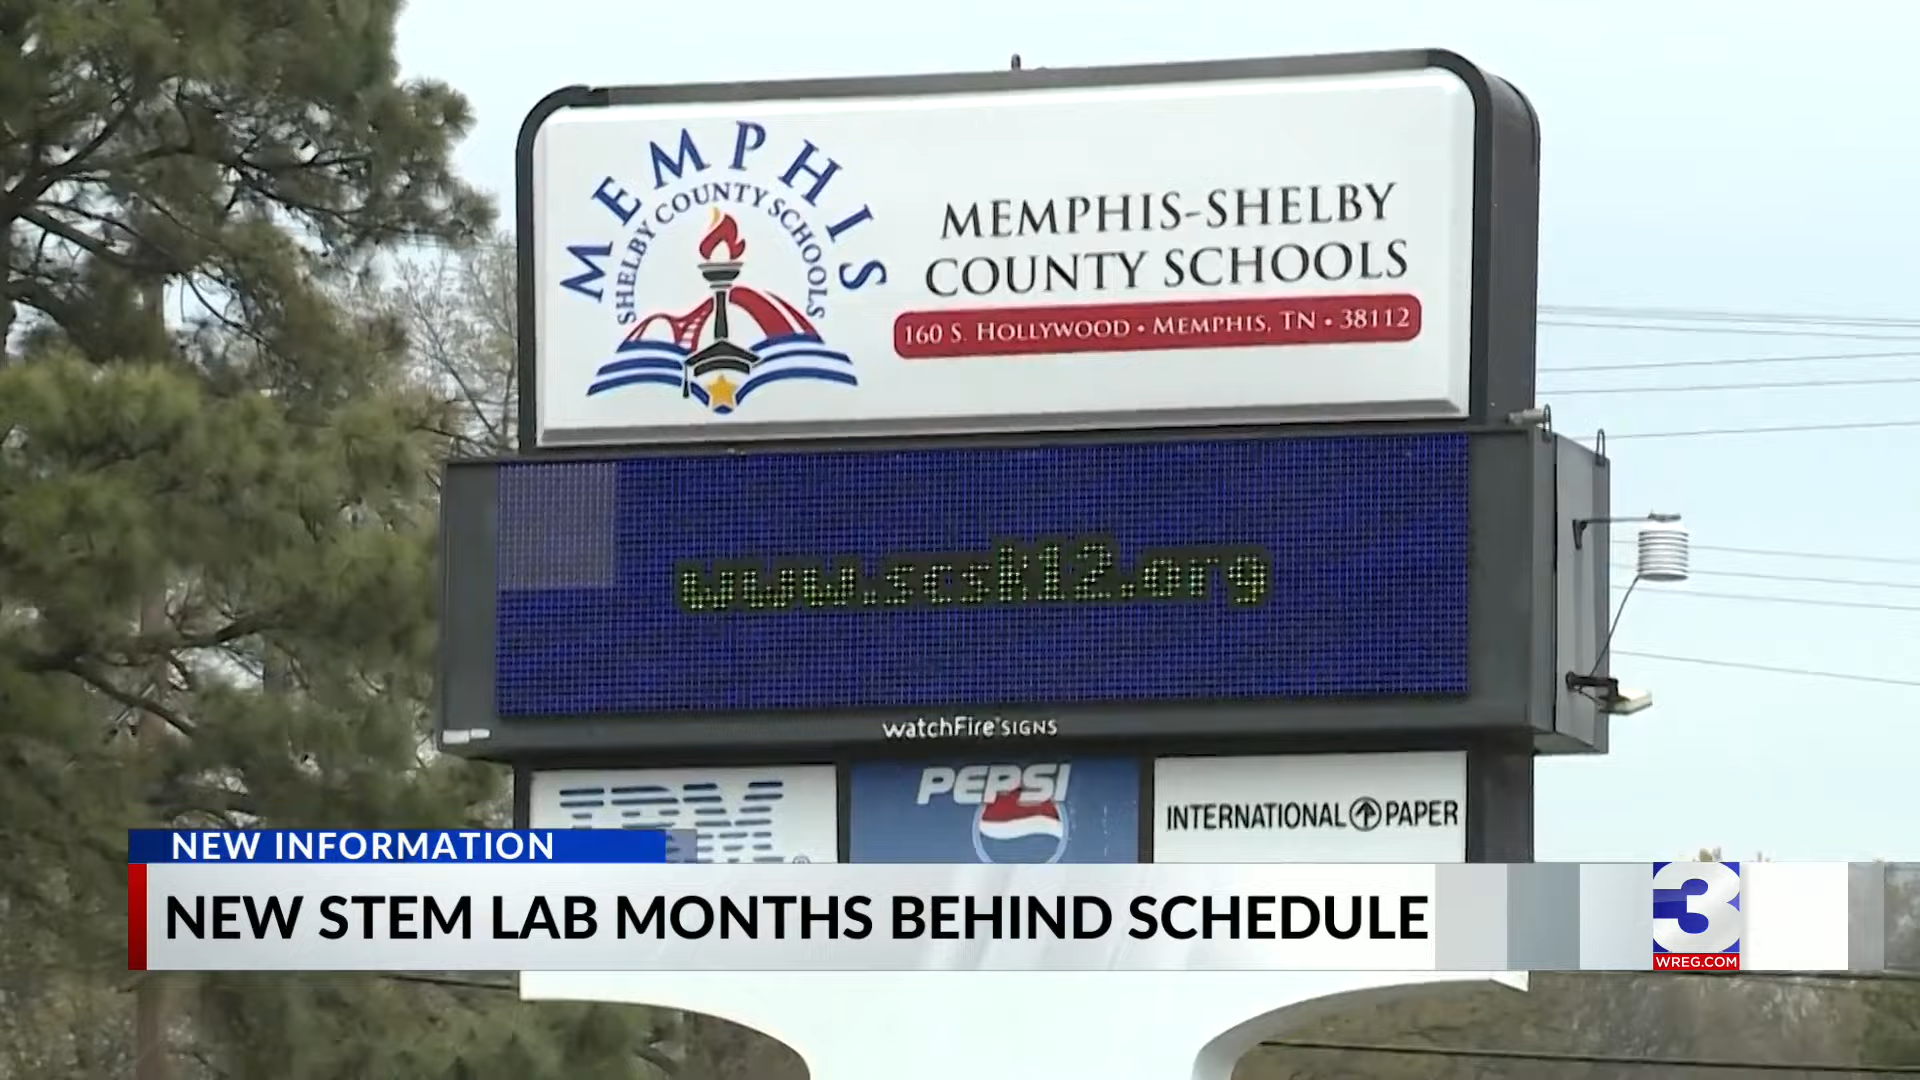 MEMPHIS
SHELBY COUNTY SCHOOLS
MEMPHIS-SHELBY
COUNTY SCHOOLS
160 S. HOLLYWOOD • MEMPHIS, TN • 38112
www.scsk12.org
watchFire SIGNS
IBM®
PEPSI
INTERNATIONAL PAPER
NEW INFORMATION
NEW STEM LAB MONTHS BEHIND SCHEDULE
3
WREG.COM